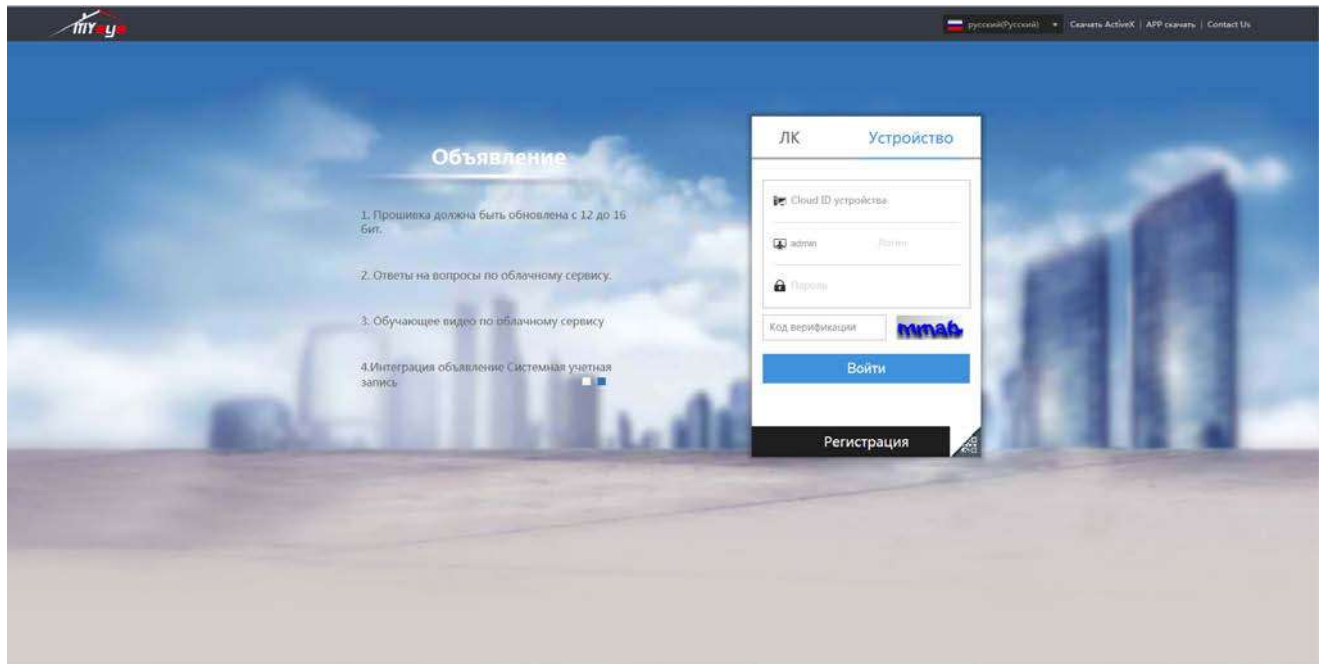 MYeye
русский(Русский)
Скачать ActiveX | APP скачать | Contact Us
Объявление
1. Прошивка должна быть обновлена с 12 до 16
бит.
2. Ответы на вопросы по облачному сервису.
3. Обучающее видео по облачному сервису
4.Интеграция объявление Системная учетная
запись
ЛК
Устройство
Cloud ID устройства
admin
Логин
Пароль
Код верификации
mmab
Войти
Регистрация